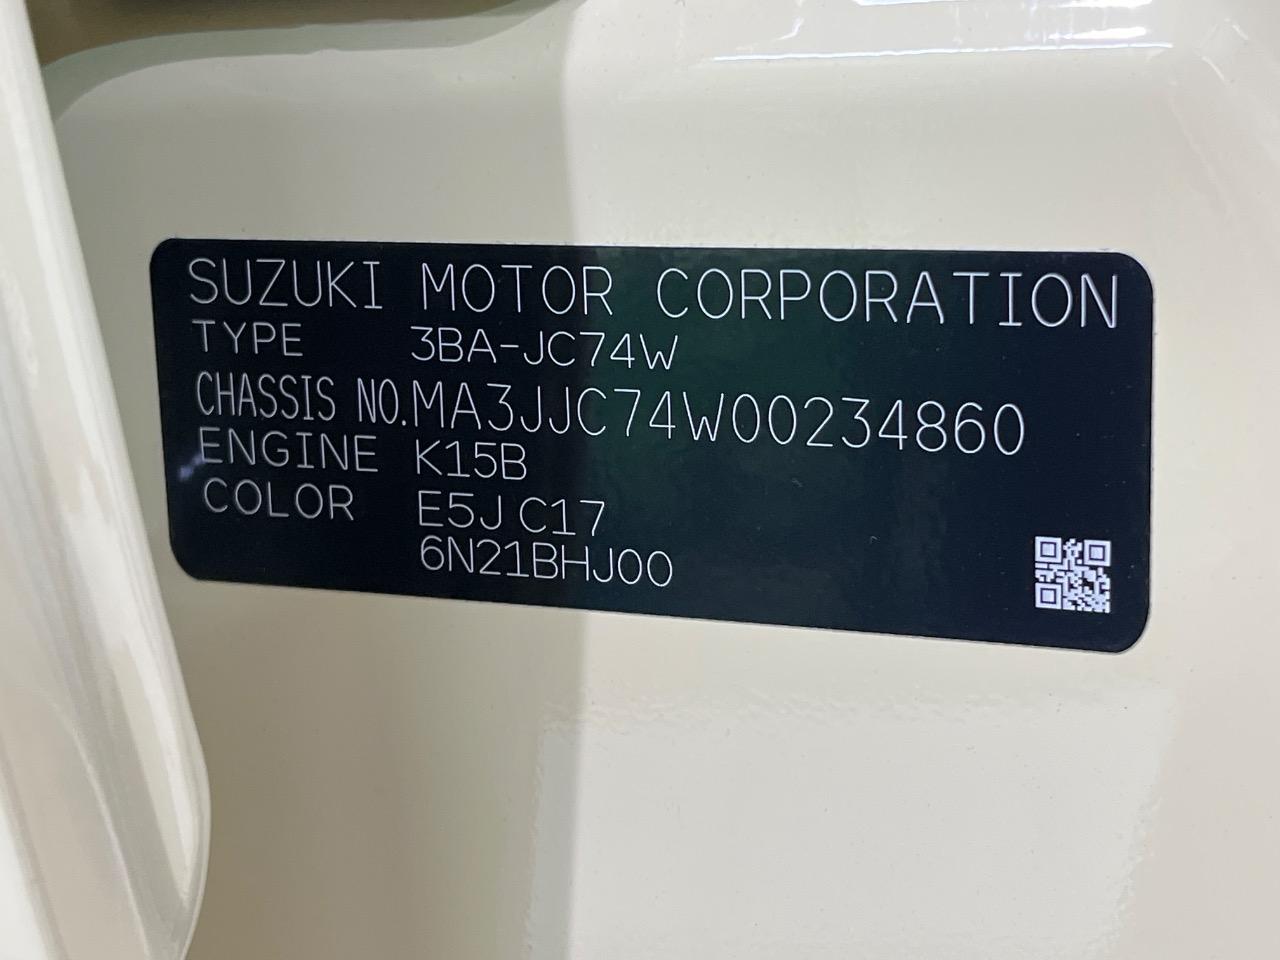 SUZUKI MOTOR CORPORATION
TYPE 3BA-JC74W
CHASSIS NO. MA3JJC74W00234860
ENGINE K15B
COLOR E5J C17
6N21BHJ00